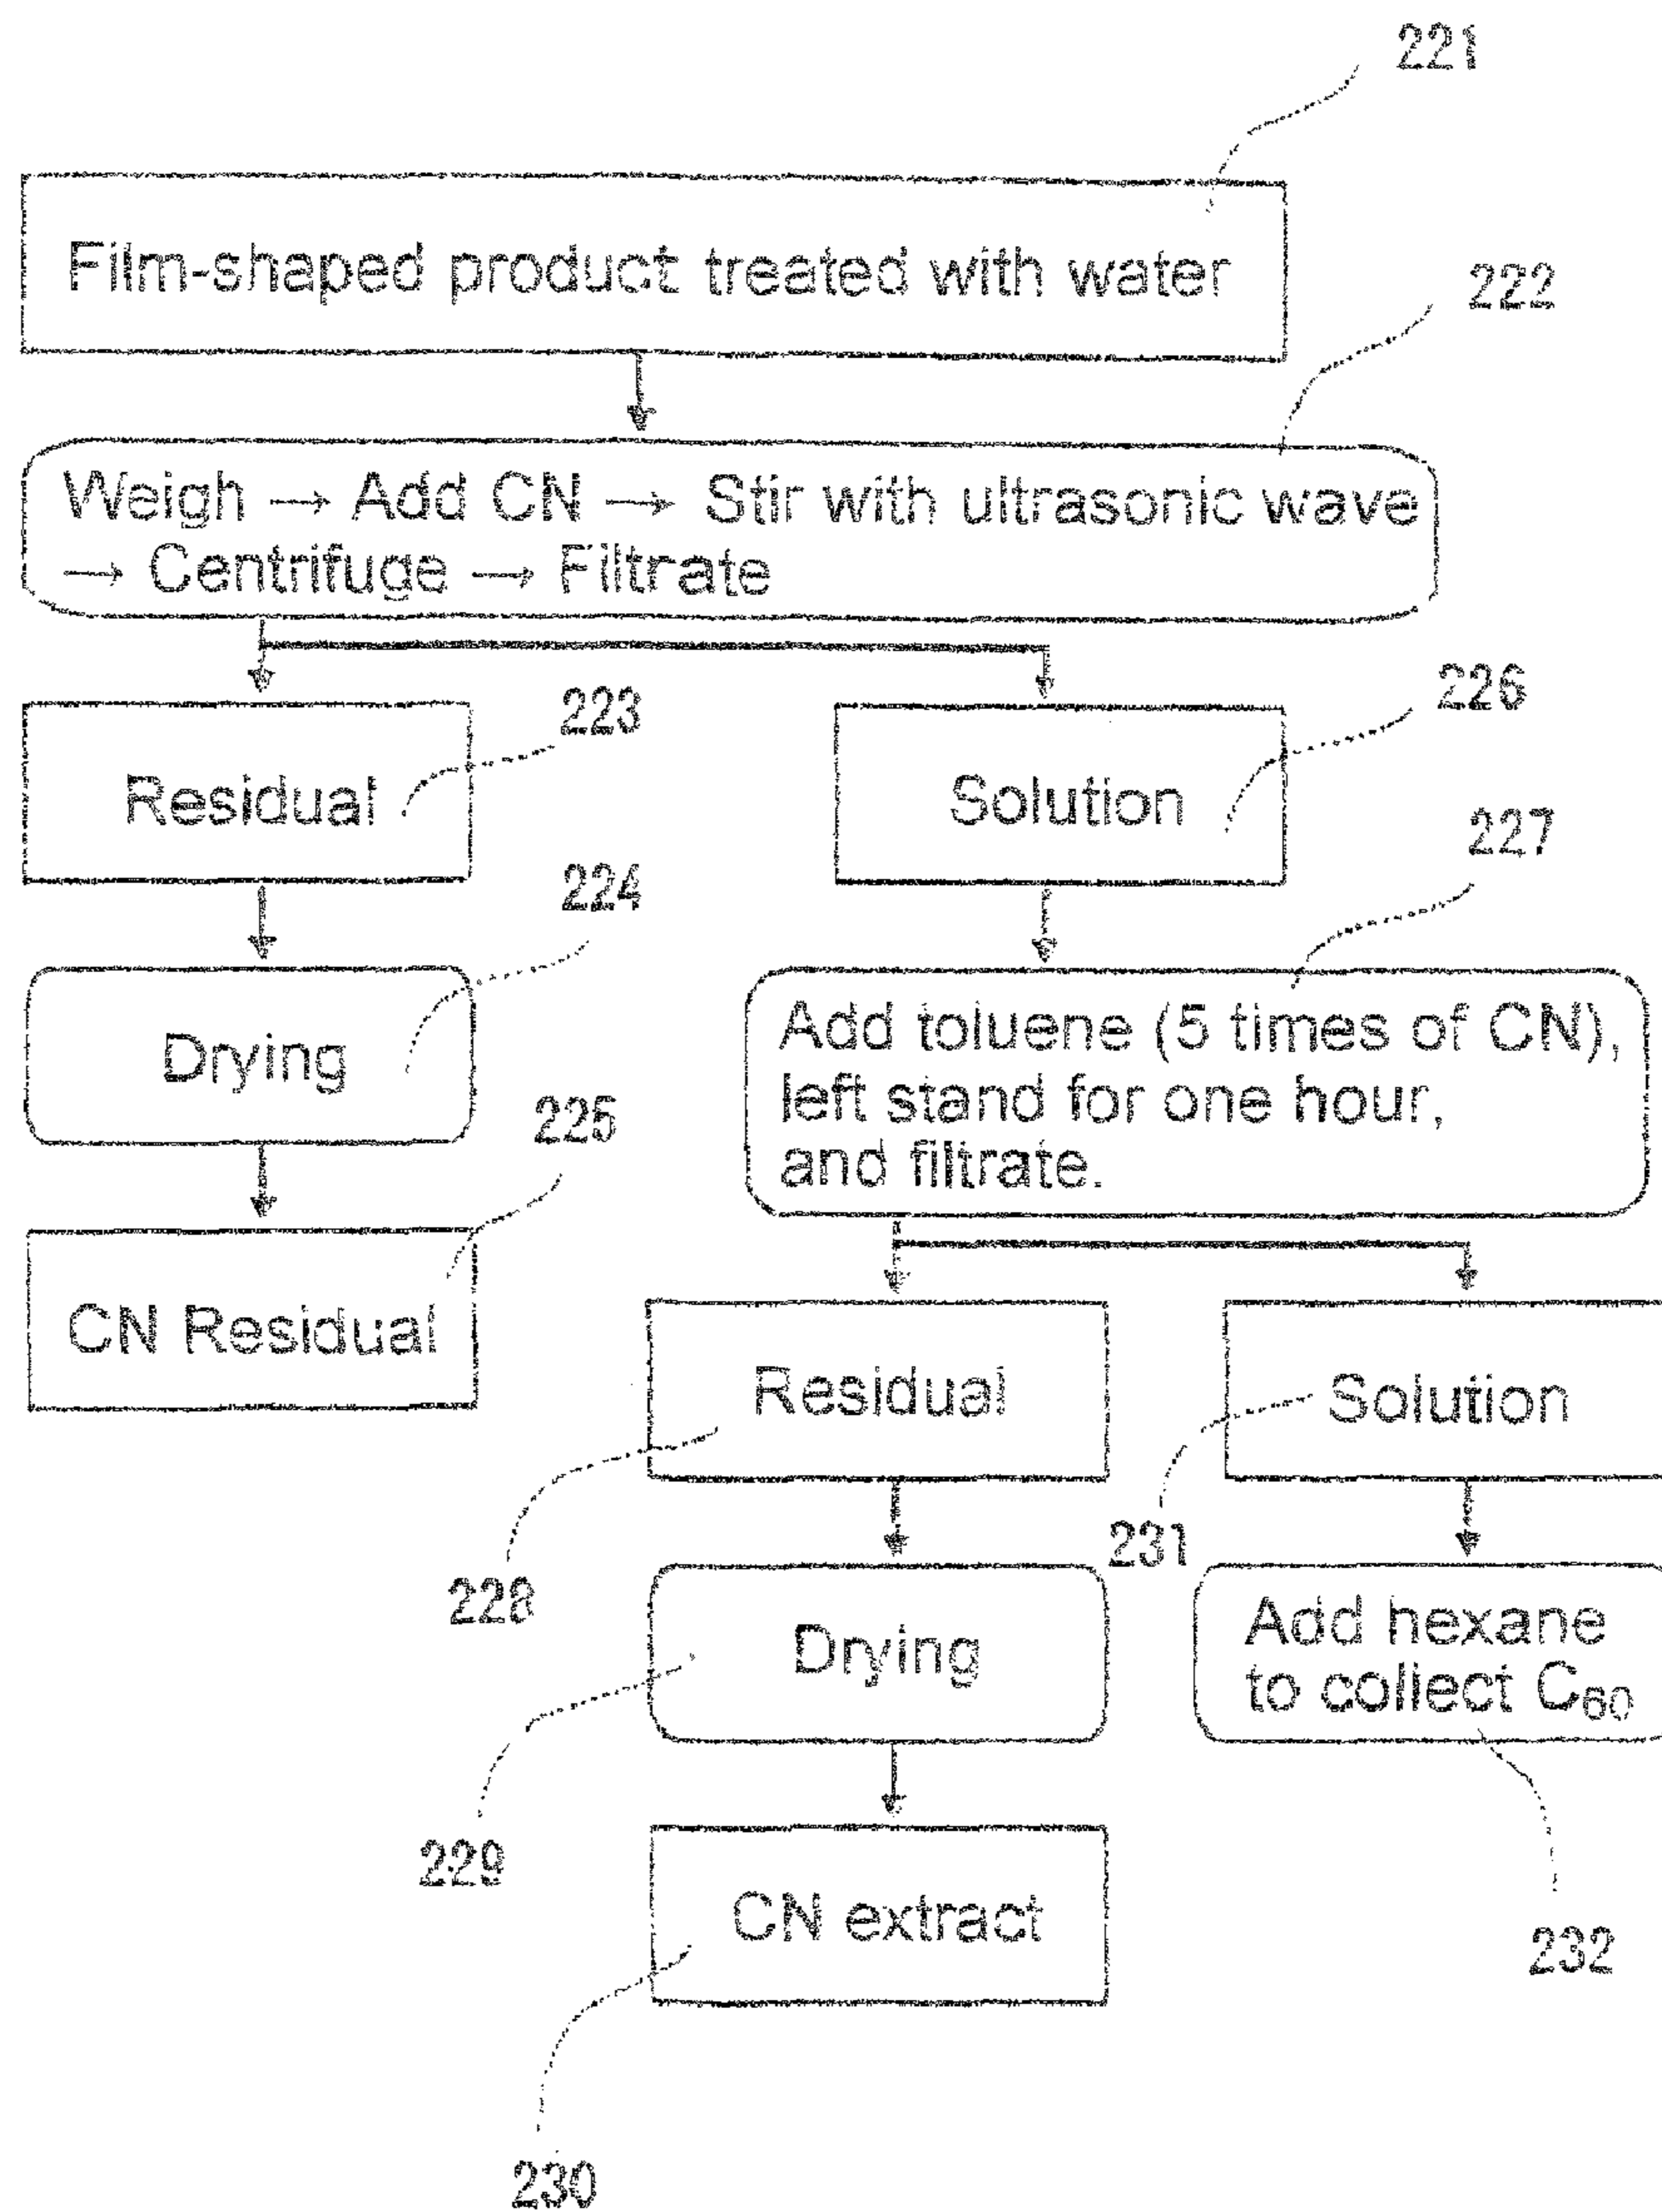 221
Film-shaped product treated with water
222
Weigh → Add CN → Stir with ultrasonic wave
→ Centrifuge → Filtrate
223
Residual
226
Solution
224
Drying
227
Add toluene (5 times of CN),
left stand for one hour,
and filtrate.
225
CN Residual
228
Residual
231
Solution
229
Drying
Add hexane
to collect C₆₀
232
CN extract
230